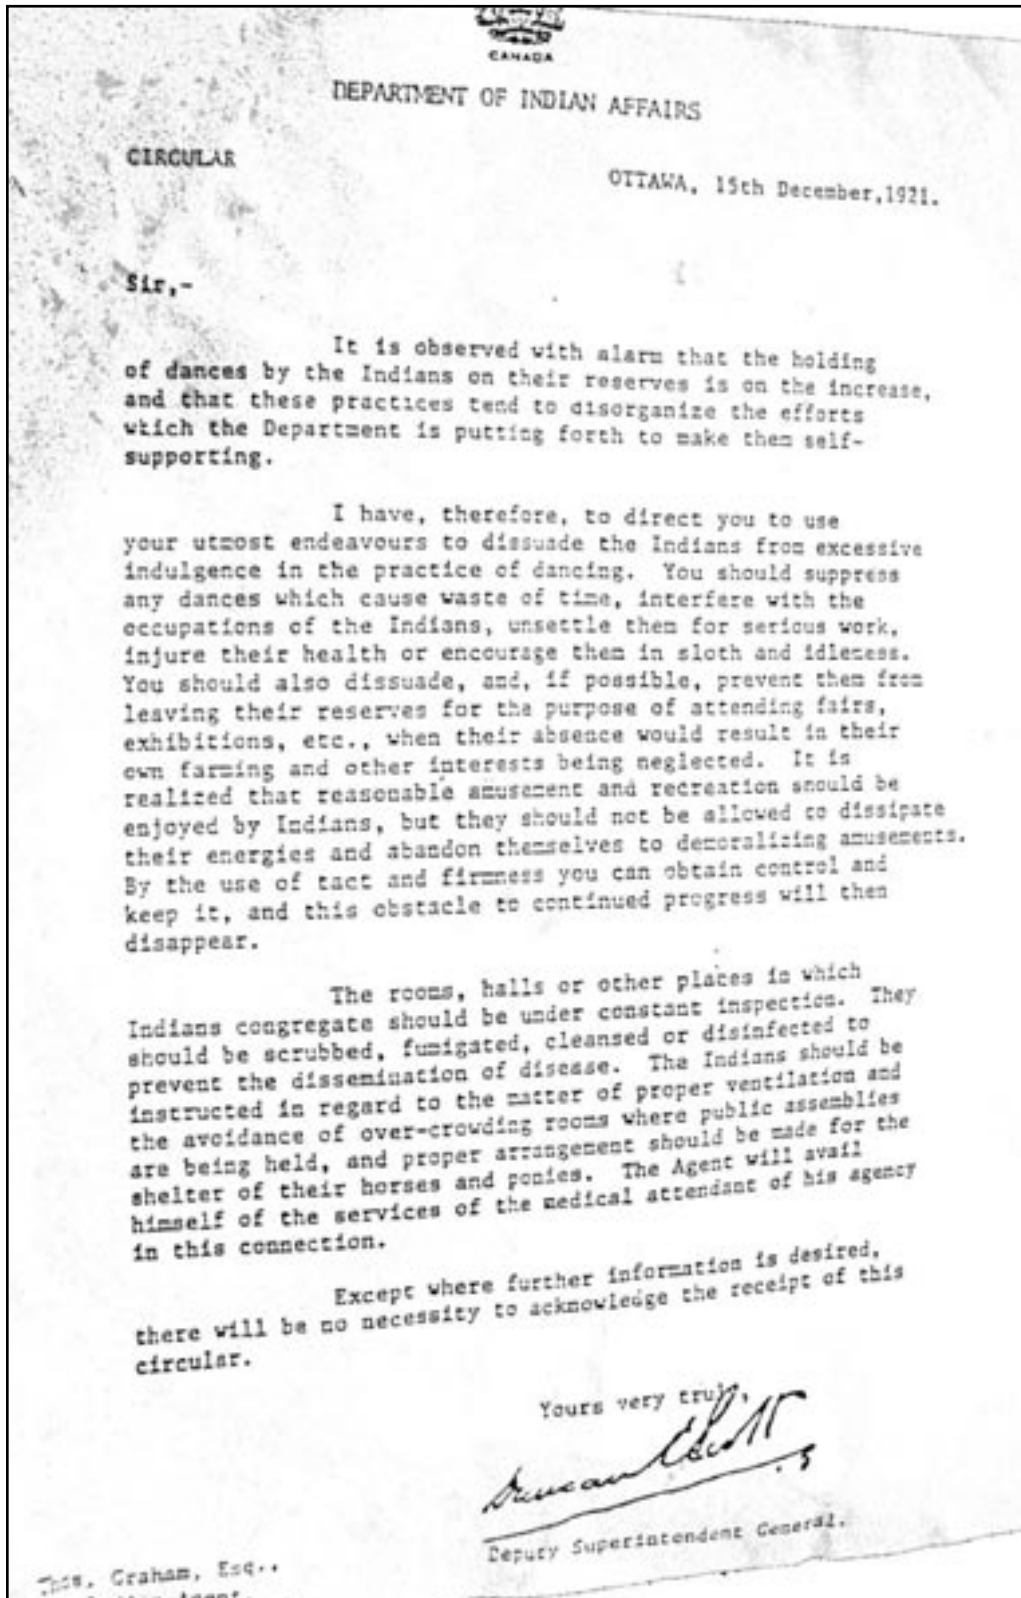 CANADA
DEPARTMENT OF INDIAN AFFAIRS
CIRCULAR
OTTAWA, 15th December,1921.
Sir,-
It is observed with alarm that the holding
of dances by the Indians on their reserves is on the increase,
and that these practices tend to disorganize the efforts
which the Department is putting forth to make them self-
supporting.
I have, therefore, to direct you to use
your utmost endeavours to dissuade the Indians from excessive
indulgence in the practice of dancing. You should suppress
any dances which cause waste of time, interfere with the
occupations of the Indians, unsettle them for serious work,
injure their health or encourage them in sloth and idleness.
You should also dissuade, and, if possible, prevent them from
leaving their reserves for the purpose of attending fairs,
exhibitions, etc., when their absence would result in their
own farming and other interests being neglected. It is
realized that reasonable amusement and recreation should be
enjoyed by Indians, but they should not be allowed to dissipate
their energies and abandon themselves to demoralizing amusements.
By the use of tact and firmness you can obtain control and
keep it, and this obstacle to continued progress will then
disappear.
The rooms, halls or other places in which
Indians congregate should be under constant inspection. They
should be scrubbed, fumigated, cleansed or disinfected to
prevent the dissemination of disease. The Indians should be
instructed in regard to the matter of proper ventilation and
the avoidance of over-crowding rooms where public assemblies
are being held, and proper arrangement should be made for the
shelter of their horses and ponies. The Agent will avail
himself of the services of the medical attendant of his agency
in this connection.
Except where further information is desired,
there will be no necessity to acknowledge the receipt of this
circular.
Yours very truly,
Duncan C Scott
Deputy Superintendent General.
Thos. Graham, Esq.,
Agent.